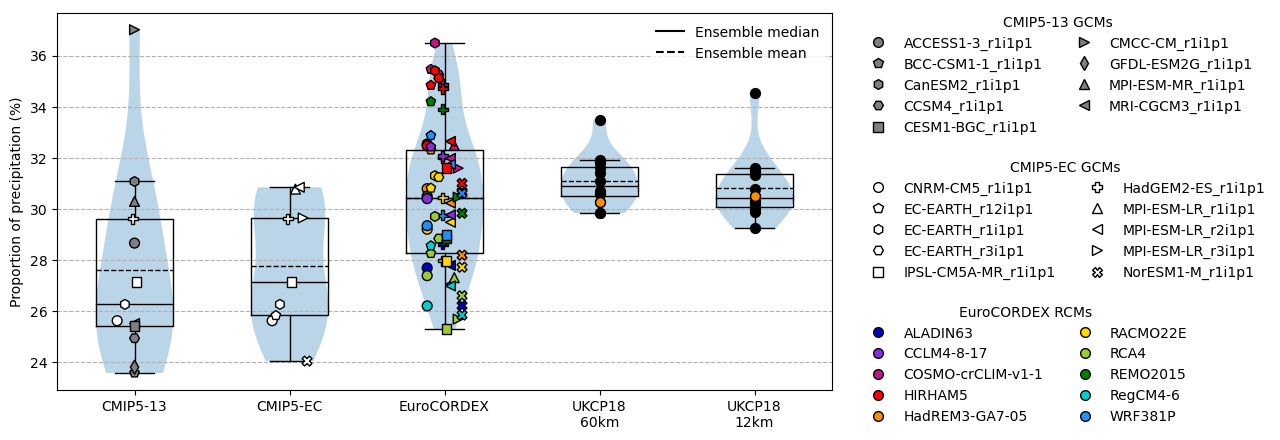 Proportion of precipitation (%)
36
34
32
30
28
26
24
Ensemble median
Ensemble mean
CMIP5-13
CMIP5-EC
EuroCORDEX
UKCP18
60km
UKCP18
12km
CMIP5-13 GCMs
ACCESS1-3_r1i1p1
BCC-CSM1-1_r1i1p1
CanESM2_r1i1p1
CCSM4_r1i1p1
CESM1-BGC_r1i1p1
CMCC-CM_r1i1p1
GFDL-ESM2G_r1i1p1
MPI-ESM-MR_r1i1p1
MRI-CGCM3_r1i1p1
CMIP5-EC GCMs
CNRM-CM5_r1i1p1
EC-EARTH_r12i1p1
EC-EARTH_r1i1p1
EC-EARTH_r3i1p1
IPSL-CM5A-MR_r1i1p1
HadGEM2-ES_r1i1p1
MPI-ESM-LR_r1i1p1
MPI-ESM-LR_r2i1p1
MPI-ESM-LR_r3i1p1
NorESM1-M_r1i1p1
EuroCORDEX RCMs
ALADIN63
CCLM4-8-17
COSMO-crCLIM-v1-1
HIRHAM5
HadREM3-GA7-05
RACMO22E
RCA4
REMO2015
RegCM4-6
WRF381P